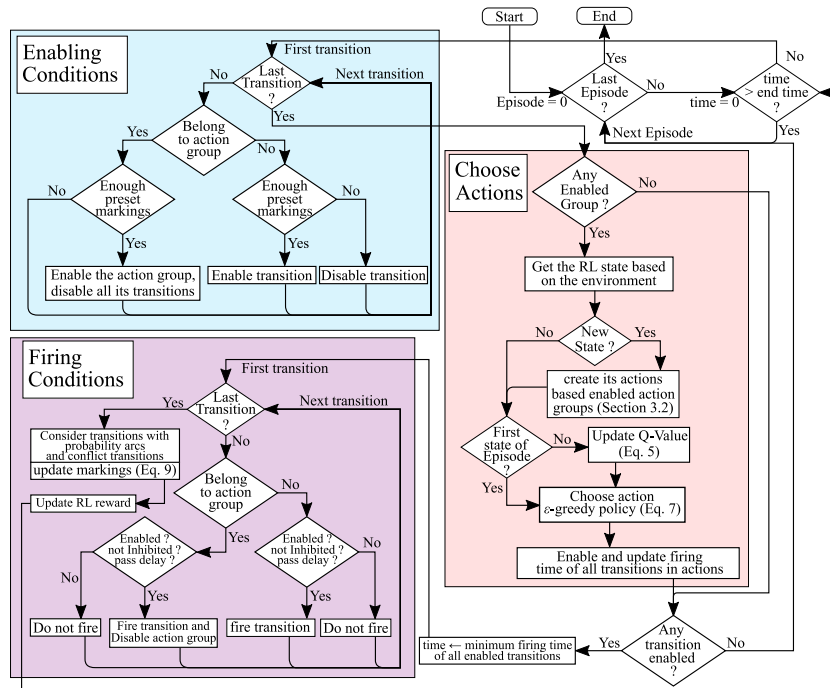 Start
End
Enabling
Conditions
First transition
Last
Transition
?
No
Next transition
Yes
Belong
to action
group
Yes
No
Enough
preset
markings
No
Yes
Enough
preset
markings
No
Yes
Enable the action group,
disable all its transitions
Enable transition
Disable transition
Episode = 0
Last
Episode
?
Yes
No
time = 0
time
> end time
?
No
Yes
Next Episode
Choose
Actions
Any
Enabled
Group ?
No
Yes
Get the RL state based
on the environment
New
State ?
No
Yes
create its actions
based enabled action
groups (Section 3.2)
First
state of
Episode
?
No
Yes
Update Q-Value
(Eq. 5)
Choose action
ε-greedy policy (Eq. 7)
Enable and update firing
time of all transitions in actions
Any
transition
enabled
?
Yes
No
time ← minimum firing time
of all enabled transitions
Firing
Conditions
First transition
Last
Transition
?
Yes
Next transition
No
Consider transitions with
probability arcs
and conflict transitions
update markings (Eq. 9)
Update RL reward
Belong
to action
group
No
Yes
Enabled ?
not Inhibited ?
pass delay
?
No
Yes
Enabled ?
not Inhibited ?
pass delay ?
No
Yes
Do not fire
Fire transition and
Disable action group
fire transition
Do not fire